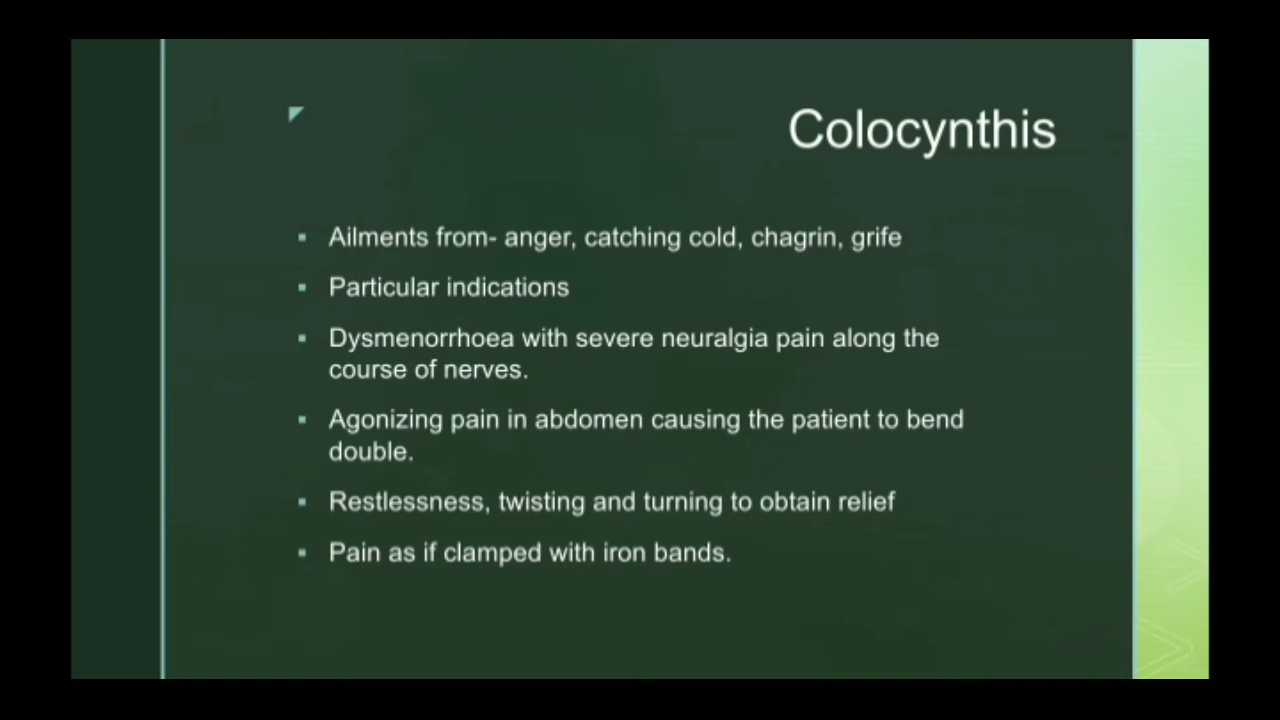 Colocynthis
Ailments from- anger, catching cold, chagrin, grife
Particular indications
Dysmenorrhoea with severe neuralgia pain along the
course of nerves.
Agonizing pain in abdomen causing the patient to bend
double.
Restlessness, twisting and turning to obtain relief
Pain as if clamped with iron bands.